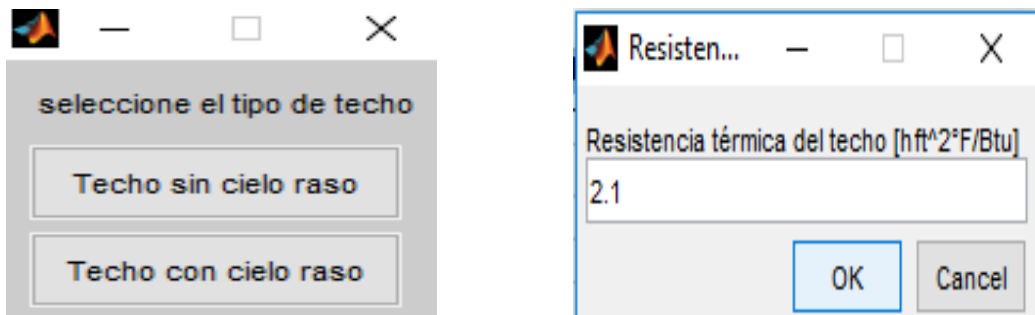 seleccione el tipo de techo
Techo sin cielo raso
Techo con cielo raso
Resisten...
Resistencia térmica del techo [hft^2°F/Btu]
2.1
OK
Cancel